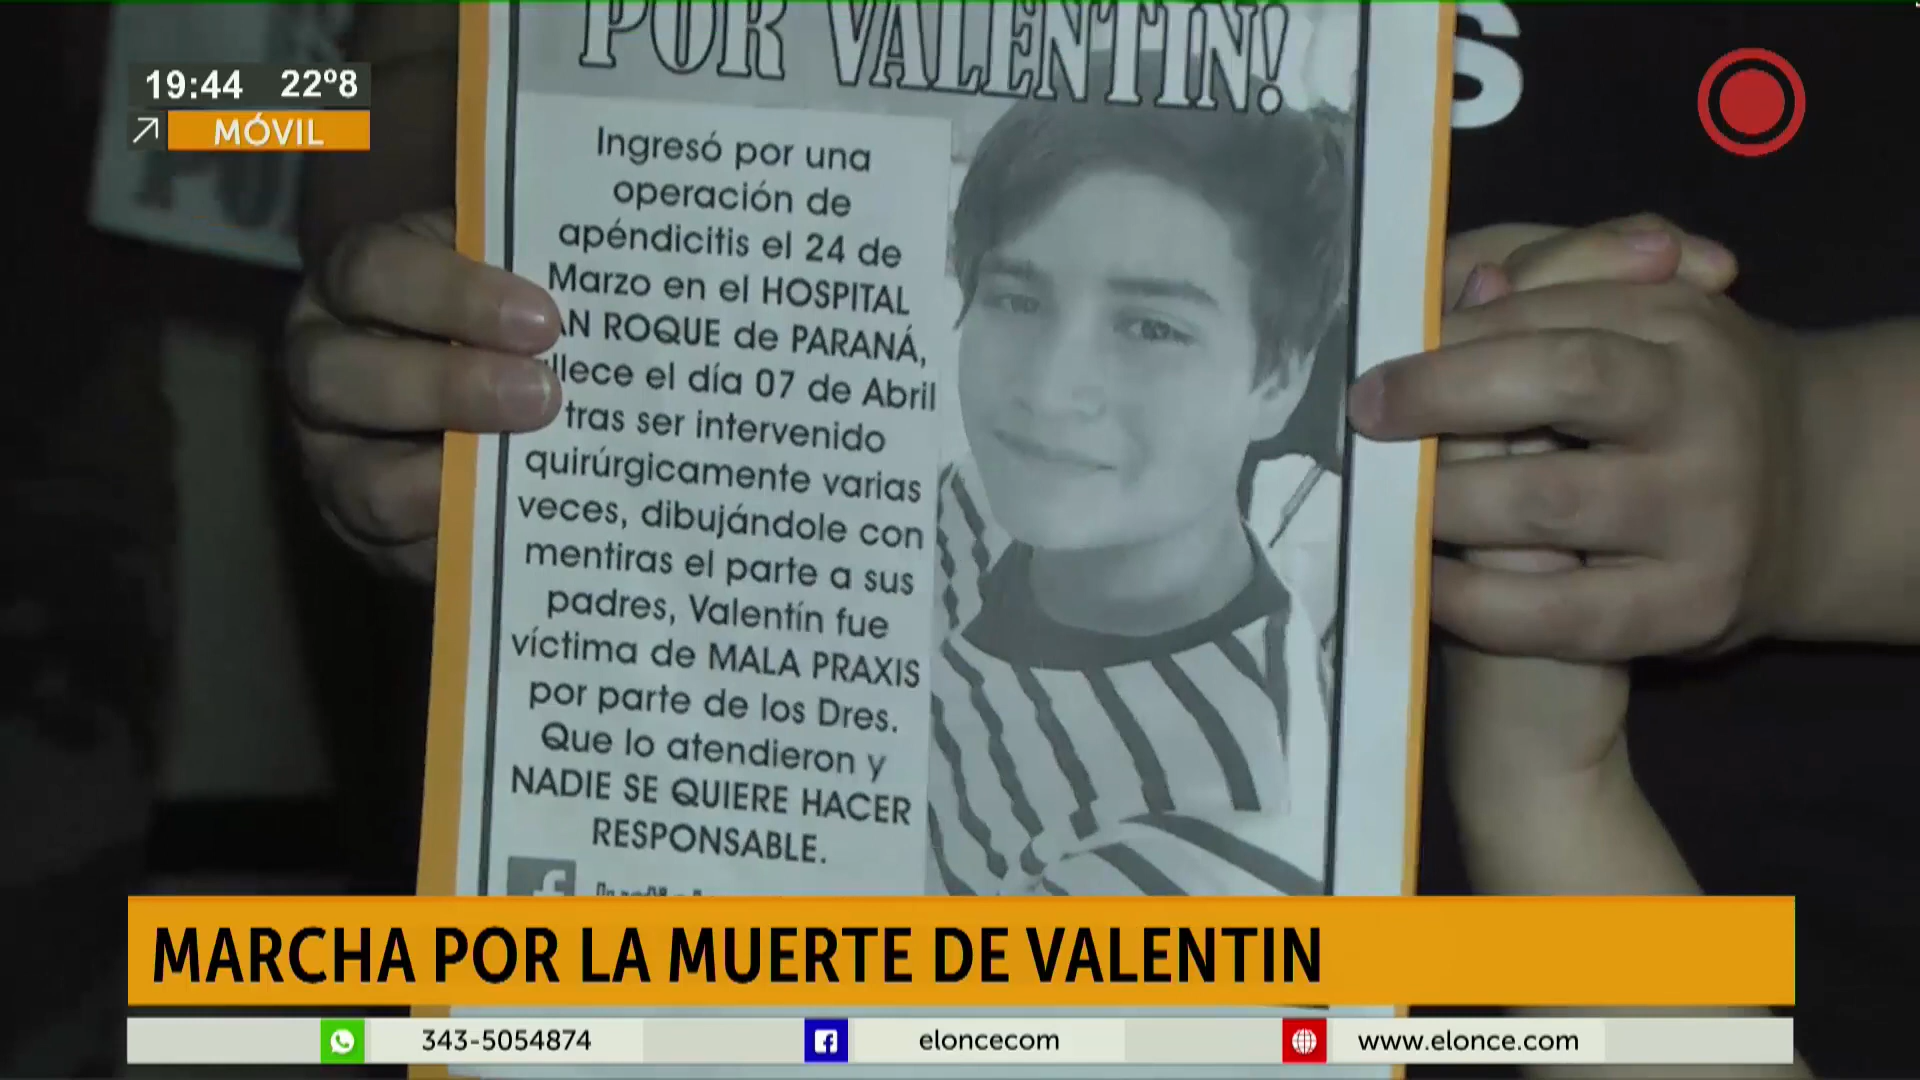 POR VALENTIN!
S
19:44 22º8
MÓVIL
Ingresó por una
operación de
apéndicitis el 24 de
Marzo en el HOSPITAL
AN ROQUE de PARANÁ,
llece el día 07 de Abril
tras ser intervenido
quirúrgicamente varias
veces, dibujándole con
mentiras el parte a sus
padres, Valentín fue
víctima de MALA PRAXIS
por parte de los Dres.
Que lo atendieron y
NADIE SE QUIERE HACER
RESPONSABLE.
MARCHA POR LA MUERTE DE VALENTIN
343-5054874 eloncecom www.elonce.com